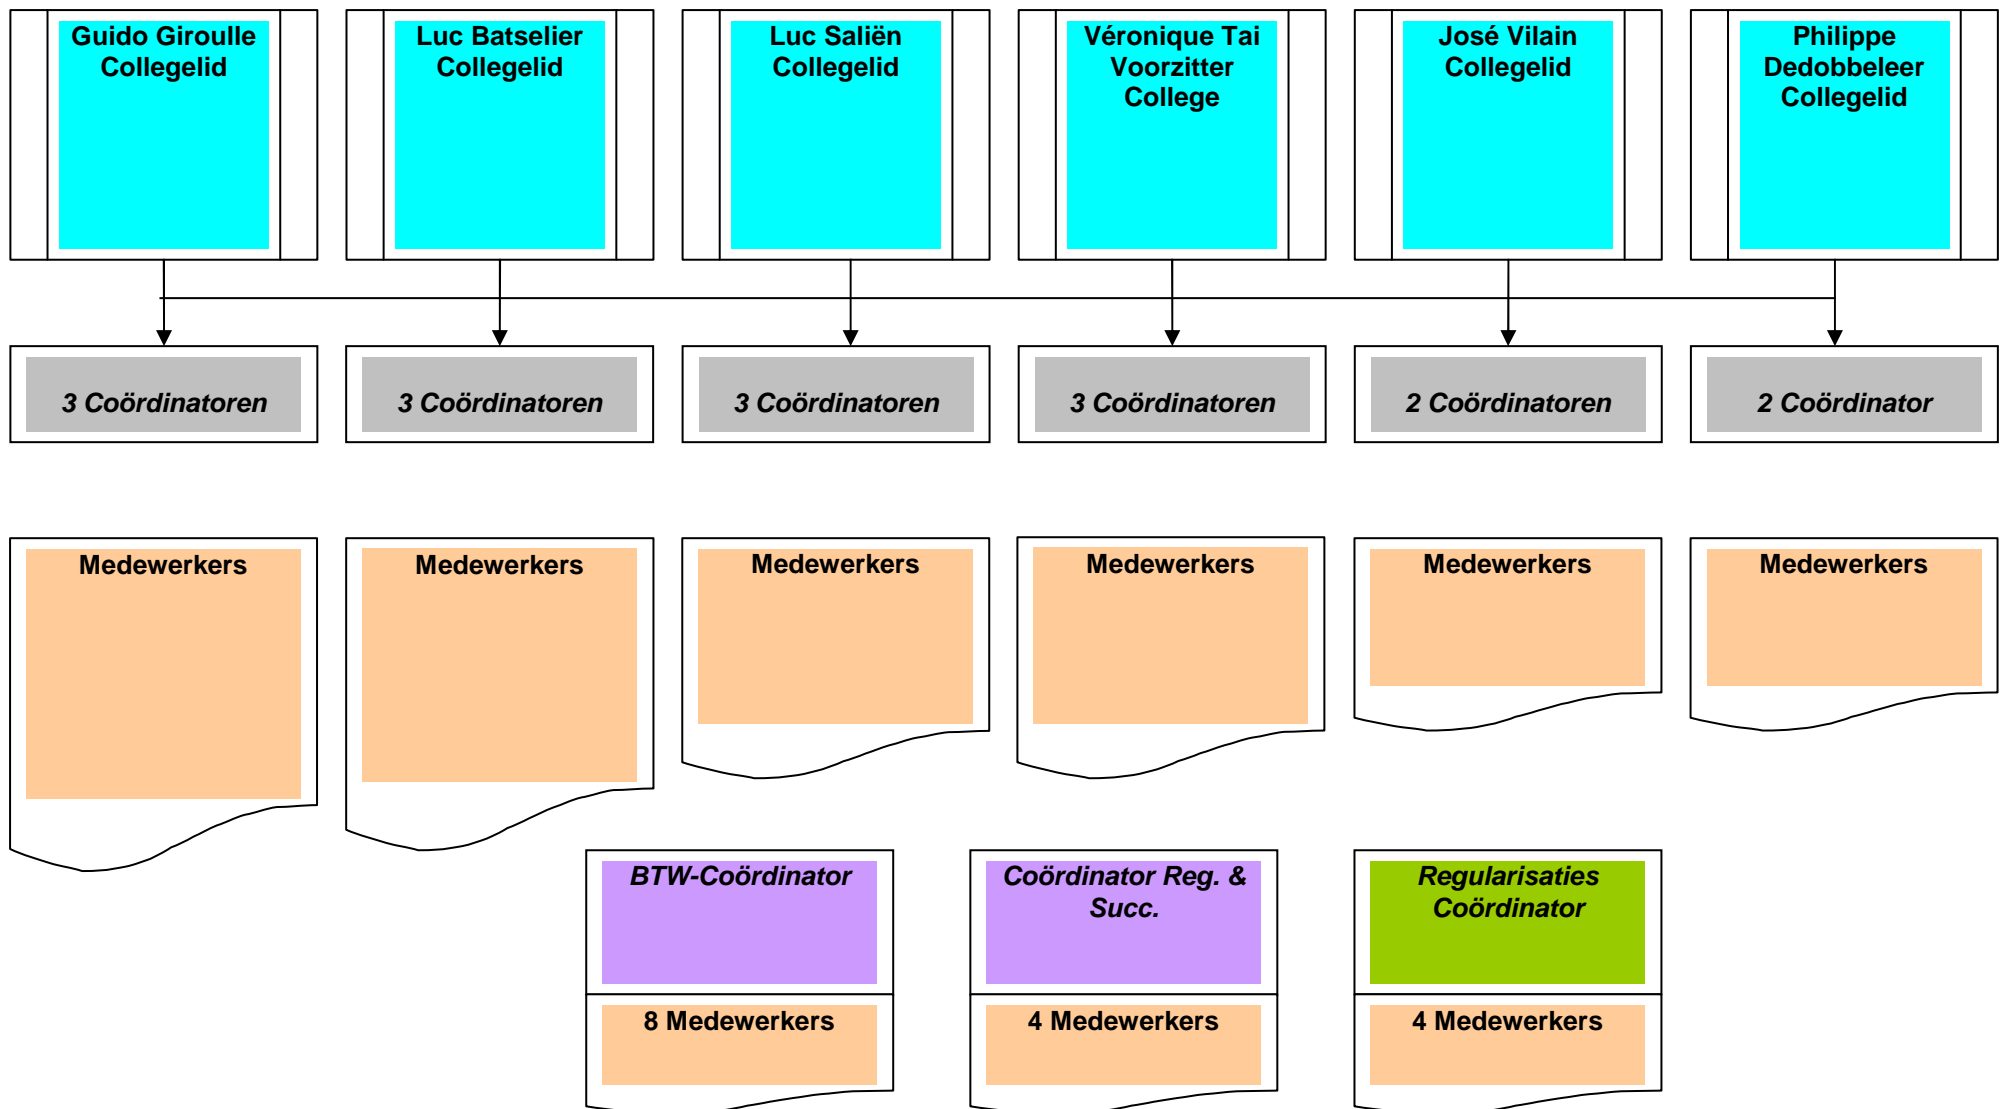 Guido Giroulle
Collegelid
Luc Batselier
Collegelid
Luc Saliën
Collegelid
Véronique Tai
Voorzitter
College
José Vilain
Collegelid
Philippe
Dedobbeleer
Collegelid
3 Coördinatoren
3 Coördinatoren
3 Coördinatoren
3 Coördinatoren
2 Coördinatoren
2 Coördinator
Medewerkers
Medewerkers
Medewerkers
Medewerkers
Medewerkers
Medewerkers
BTW-Coördinator
8 Medewerkers
Coördinator Reg. &
Succ.
4 Medewerkers
Regularisaties
Coördinator
4 Medewerkers